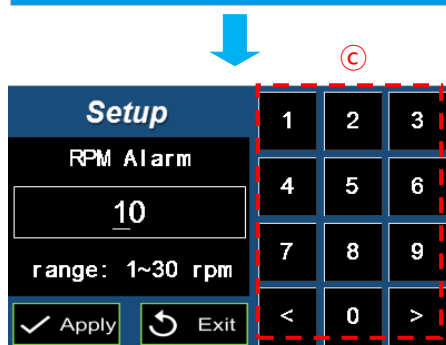 ⓒ
Setup
RPM Alarm
10
range: 1~30 rpm
Apply
Exit
1 2 3
4 5 6
7 8 9
< 0 >